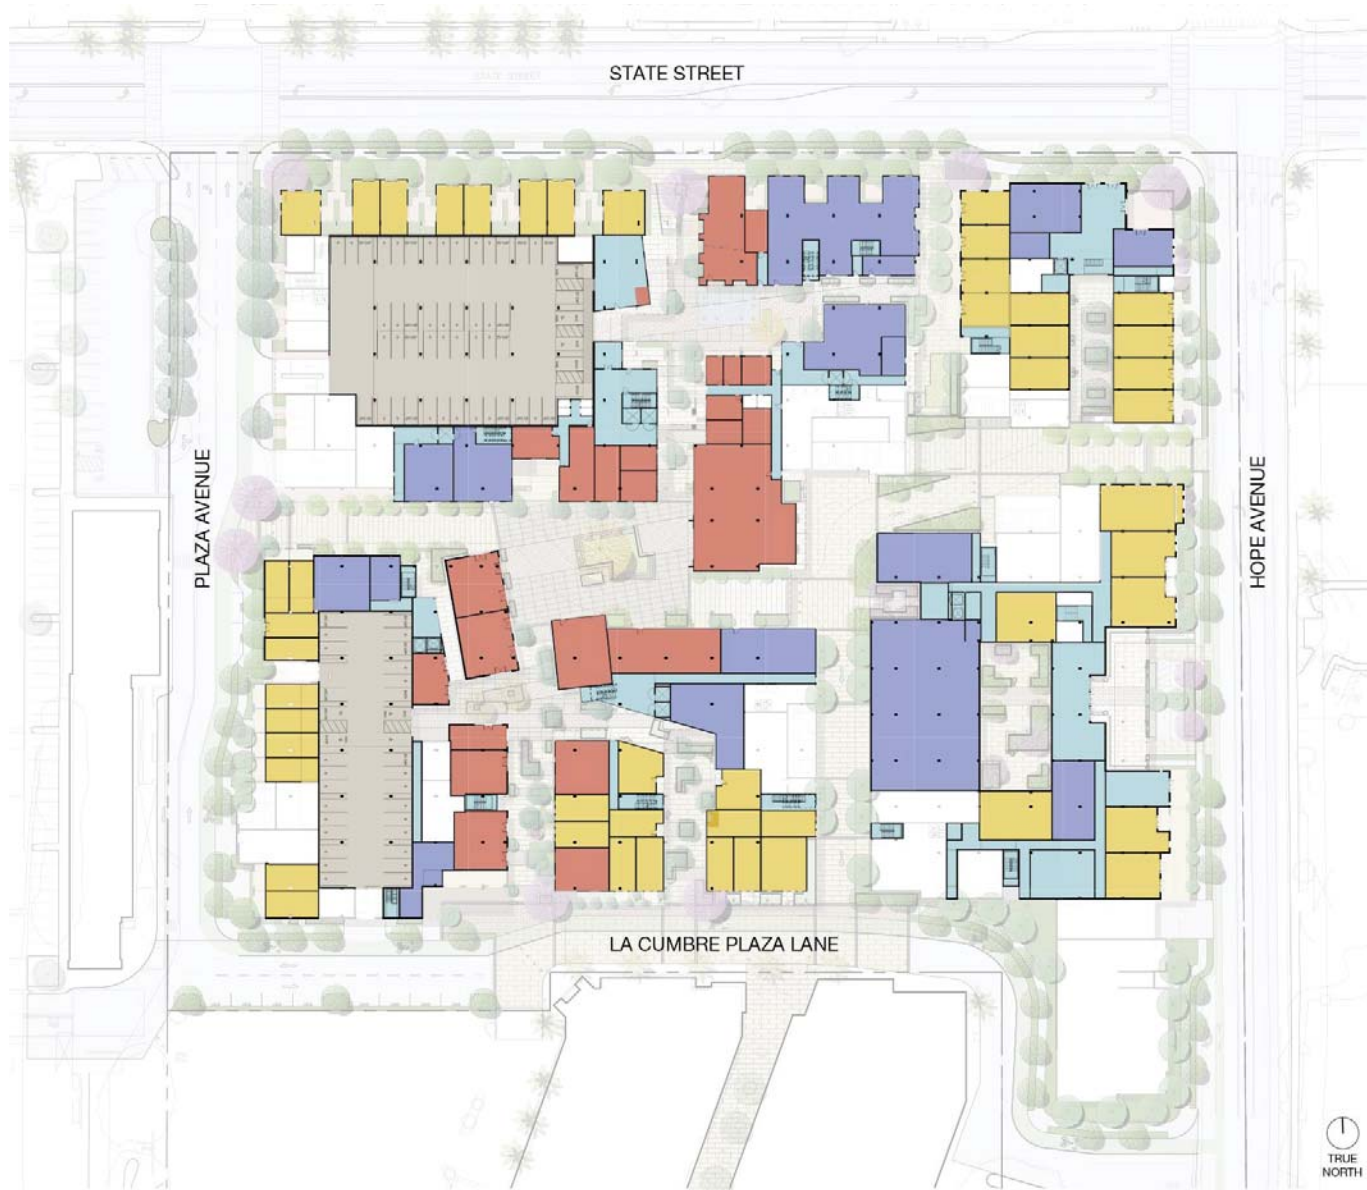 STATE STREET
PLAZA AVENUE
HOPE AVENUE
LA CUMBRE PLAZA LANE
TRUE
NORTH